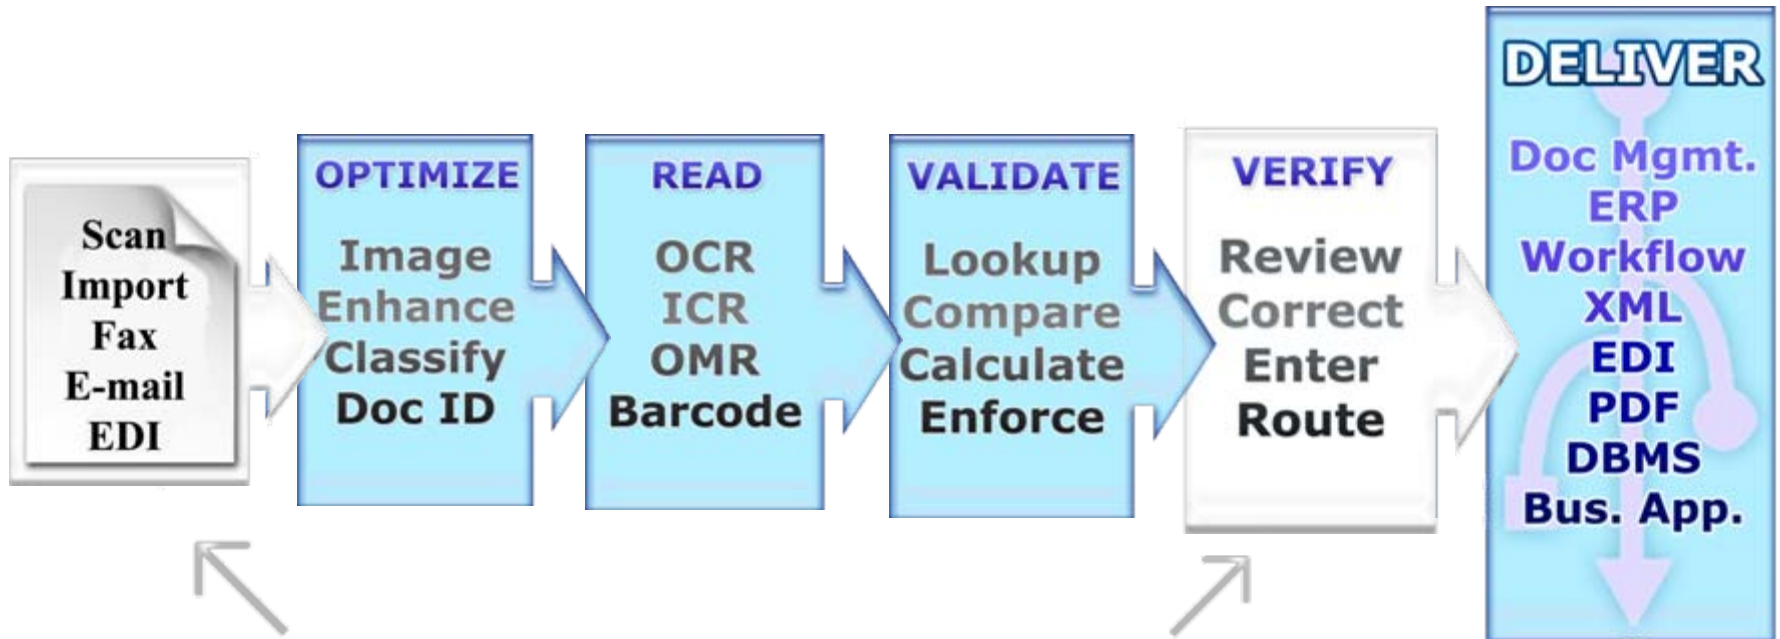 Scan
Import
Fax
E-mail
EDI
OPTIMIZE
Image
Enhance
Classify
Doc ID
READ
OCR
ICR
OMR
Barcode
VALIDATE
Lookup
Compare
Calculate
Enforce
VERIFY
Review
Correct
Enter
Route
DELIVER
Doc Mgmt.
ERP
Workflow
XML
EDI
PDF
DBMS
Bus. App.